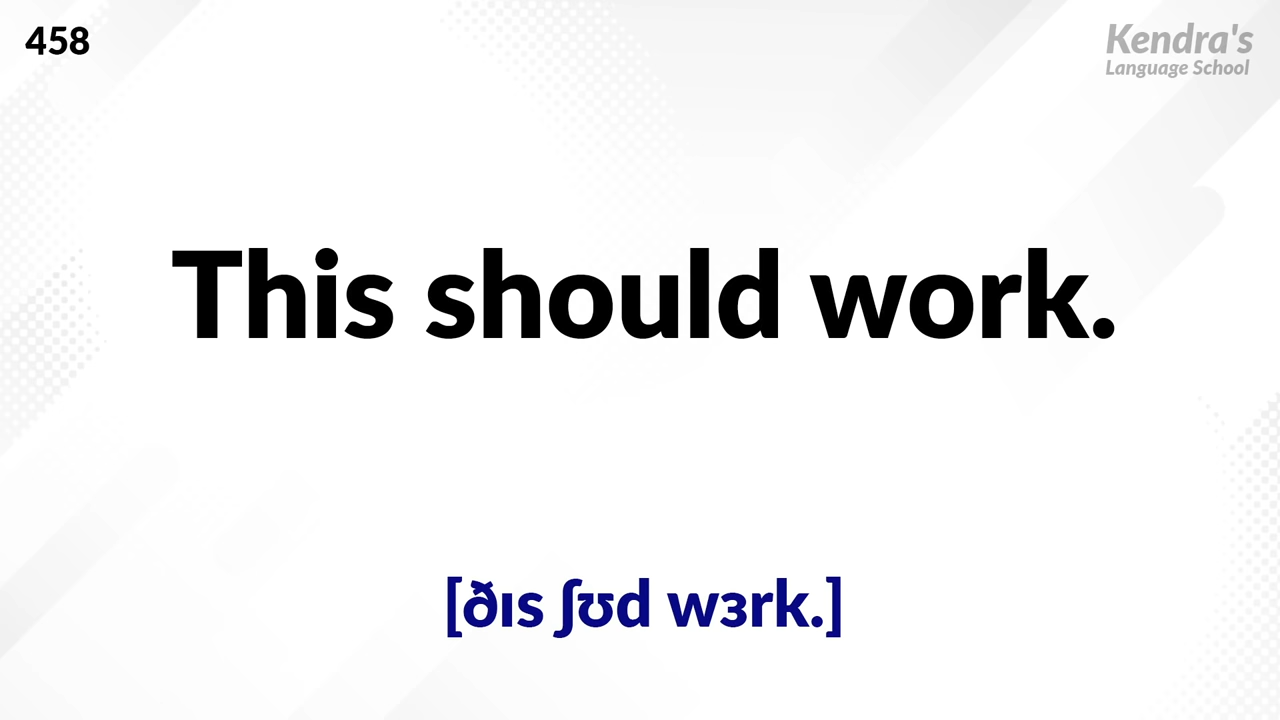 458
Kendra's
Language School
This should work.
[ðɪs ʃʊd wɜrk.]